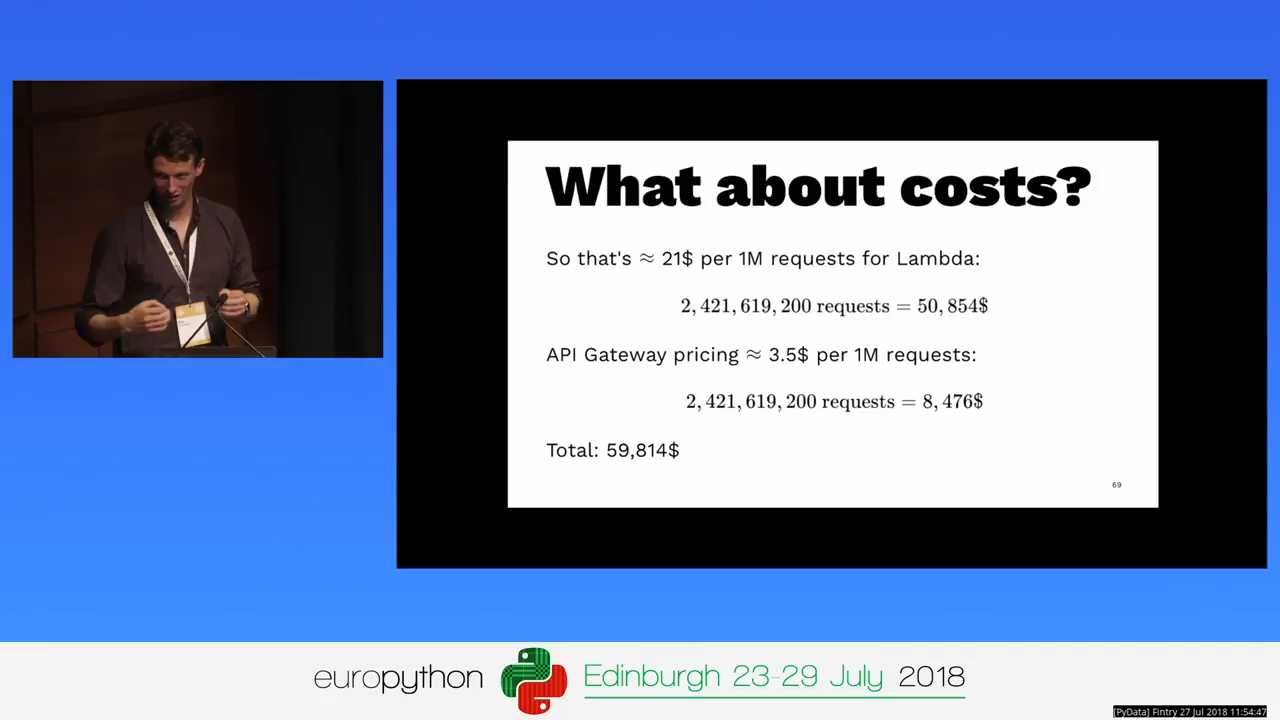 What about costs?
So that's ≈ 21$ per 1M requests for Lambda:
2, 421, 619, 200 requests = 50, 854$
API Gateway pricing ≈ 3.5$ per 1M requests:
2, 421, 619, 200 requests = 8, 476$
Total: 59,814$
69
europython Edinburgh 23-29 July 2018
[PyData] Fintry 27 Jul 2018 11:54:47